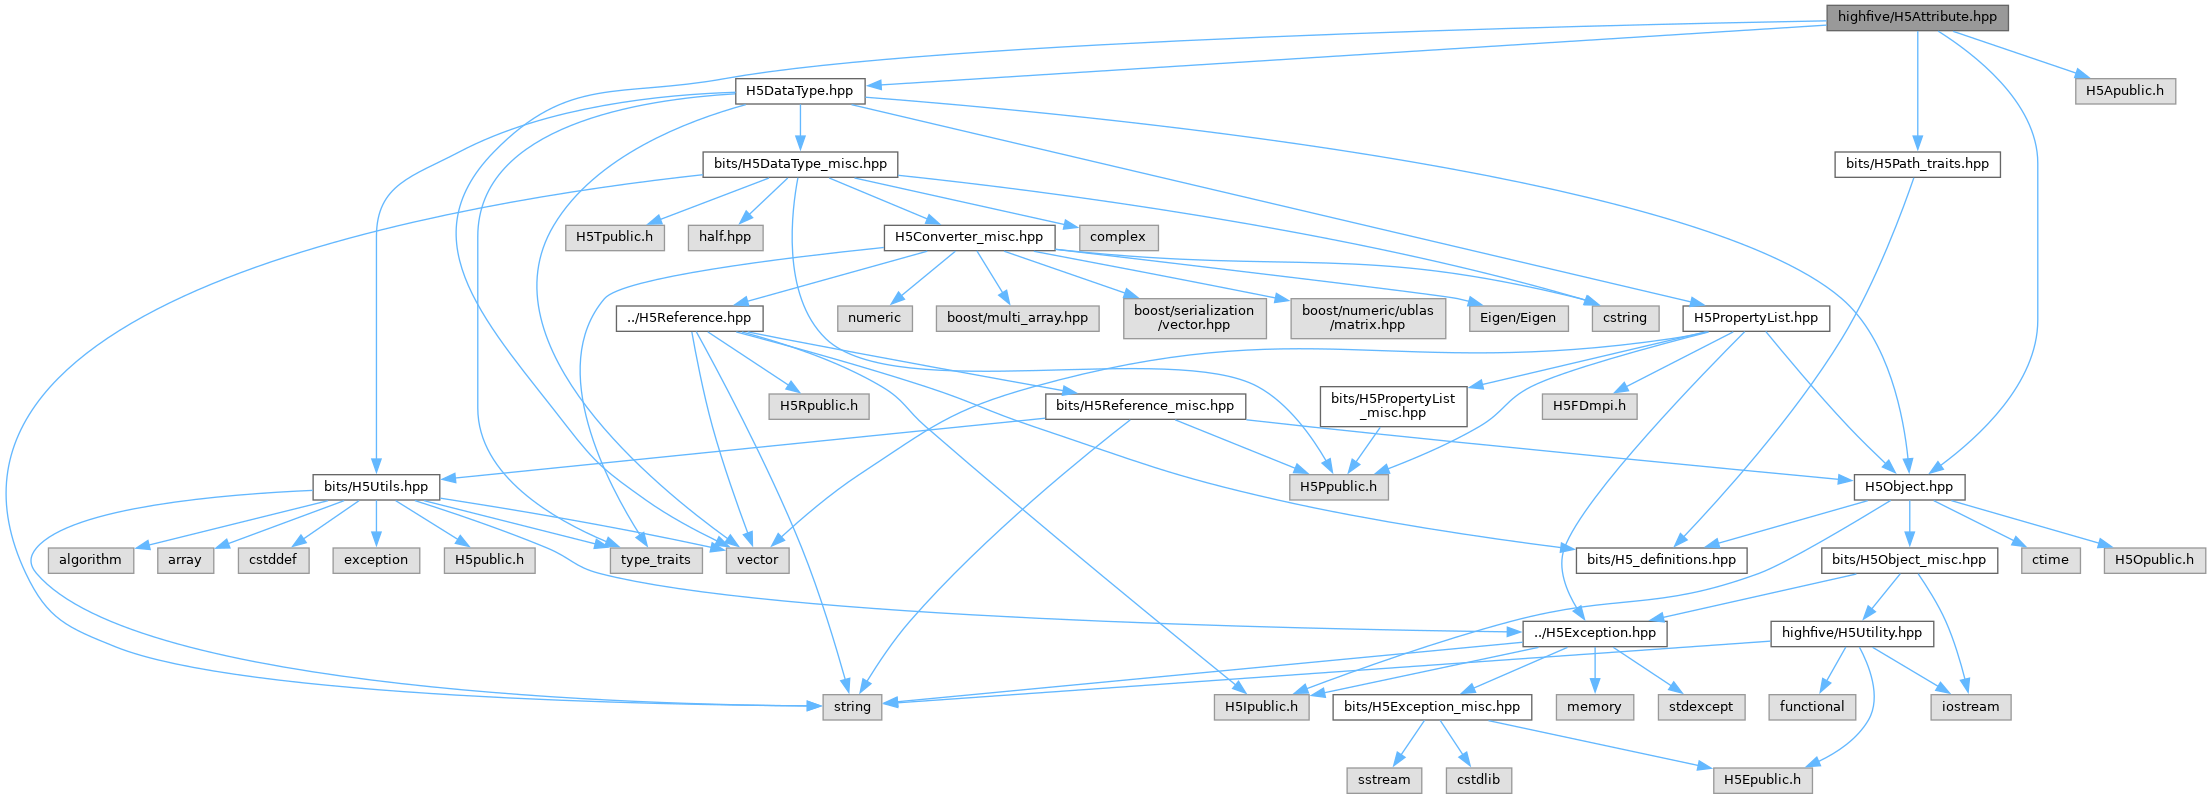 highfive/H5Attribute.hpp
H5DataType.hpp
H5Apublic.h
bits/H5DataType_misc.hpp
bits/H5Path_traits.hpp
H5Tpublic.h
half.hpp
H5Converter_misc.hpp
complex
../H5Reference.hpp
numeric
boost/multi_array.hpp
boost/serialization
/vector.hpp
boost/numeric/ublas
/matrix.hpp
Eigen/Eigen
cstring
H5PropertyList.hpp
H5Rpublic.h
bits/H5Reference_misc.hpp
bits/H5PropertyList
_misc.hpp
H5FDmpi.h
bits/H5Utils.hpp
H5Ppublic.h
H5Object.hpp
algorithm
array
cstddef
exception
H5public.h
type_traits
vector
bits/H5_definitions.hpp
bits/H5Object_misc.hpp
ctime
H5Opublic.h
../H5Exception.hpp
highfive/H5Utility.hpp
string
H5Ipublic.h
bits/H5Exception_misc.hpp
memory
stdexcept
functional
iostream
sstream
cstdlib
H5Epublic.h